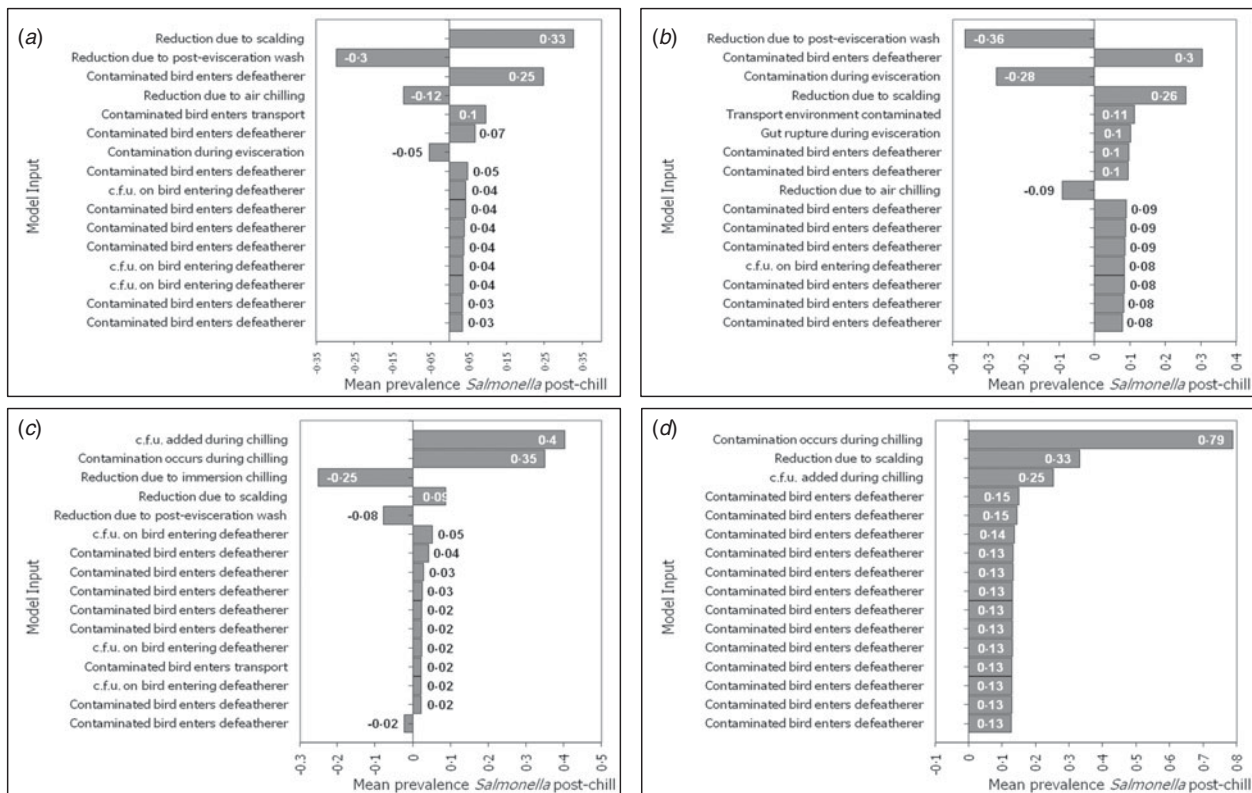 (a)
Model Input
Reduction due to scalding 0·33
Reduction due to post-evisceration wash -0·3
Contaminated bird enters defeatherer 0·25
Reduction due to air chilling -0·12
Contaminated bird enters transport 0·1
Contaminated bird enters defeatherer 0·07
Contamination during evisceration -0·05
Contaminated bird enters defeatherer 0·05
c.f.u. on bird entering defeatherer 0·04
Contaminated bird enters defeatherer 0·04
Contaminated bird enters defeatherer 0·04
Contaminated bird enters defeatherer 0·04
c.f.u. on bird entering defeatherer 0·04
c.f.u. on bird entering defeatherer 0·04
Contaminated bird enters defeatherer 0·03
Contaminated bird enters defeatherer 0·03
-0·35 -0·25 -0·15 -0·05 0·05 0·15 0·25 0·35
Mean prevalence Salmonella post-chill
(b)
Model Input
Reduction due to post-evisceration wash -0·36
Contaminated bird enters defeatherer 0·3
Contamination during evisceration -0·28
Reduction due to scalding 0·26
Transport environment contaminated 0·11
Gut rupture during evisceration 0·1
Contaminated bird enters defeatherer 0·1
Contaminated bird enters defeatherer 0·1
Reduction due to air chilling -0·09
Contaminated bird enters defeatherer 0·09
Contaminated bird enters defeatherer 0·09
Contaminated bird enters defeatherer 0·09
c.f.u. on bird entering defeatherer 0·08
Contaminated bird enters defeatherer 0·08
Contaminated bird enters defeatherer 0·08
Contaminated bird enters defeatherer 0·08
-0·4 -0·3 -0·2 -0·1 0 0·1 0·2 0·3 0·4
Mean prevalence Salmonella post-chill
(c)
Model Input
c.f.u. added during chilling 0·4
Contamination occurs during chilling 0·35
Reduction due to immersion chilling -0·25
Reduction due to scalding 0·09
Reduction due to post-evisceration wash -0·08
c.f.u. on bird entering defeatherer 0·05
Contaminated bird enters defeatherer 0·04
Contaminated bird enters defeatherer 0·03
Contaminated bird enters defeatherer 0·03
Contaminated bird enters defeatherer 0·02
Contaminated bird enters defeatherer 0·02
c.f.u. on bird entering defeatherer 0·02
Contaminated bird enters transport 0·02
c.f.u. on bird entering defeatherer 0·02
Contaminated bird enters defeatherer 0·02
Contaminated bird enters defeatherer -0·02
-0·3 -0·2 -0·1 0 0·1 0·2 0·3 0·4 0·5
Mean prevalence Salmonella post-chill
(d)
Model Input
Contamination occurs during chilling 0·79
Reduction due to scalding 0·33
c.f.u. added during chilling 0·25
Contaminated bird enters defeatherer 0·15
Contaminated bird enters defeatherer 0·15
Contaminated bird enters defeatherer 0·14
Contaminated bird enters defeatherer 0·13
Contaminated bird enters defeatherer 0·13
Contaminated bird enters defeatherer 0·13
Contaminated bird enters defeatherer 0·13
Contaminated bird enters defeatherer 0·13
Contaminated bird enters defeatherer 0·13
Contaminated bird enters defeatherer 0·13
Contaminated bird enters defeatherer 0·13
Contaminated bird enters defeatherer 0·13
Contaminated bird enters defeatherer 0·13
-0·1 0 0·1 0·2 0·3 0·4 0·5 0·6 0·7 0·8
Mean prevalence Salmonella post-chill